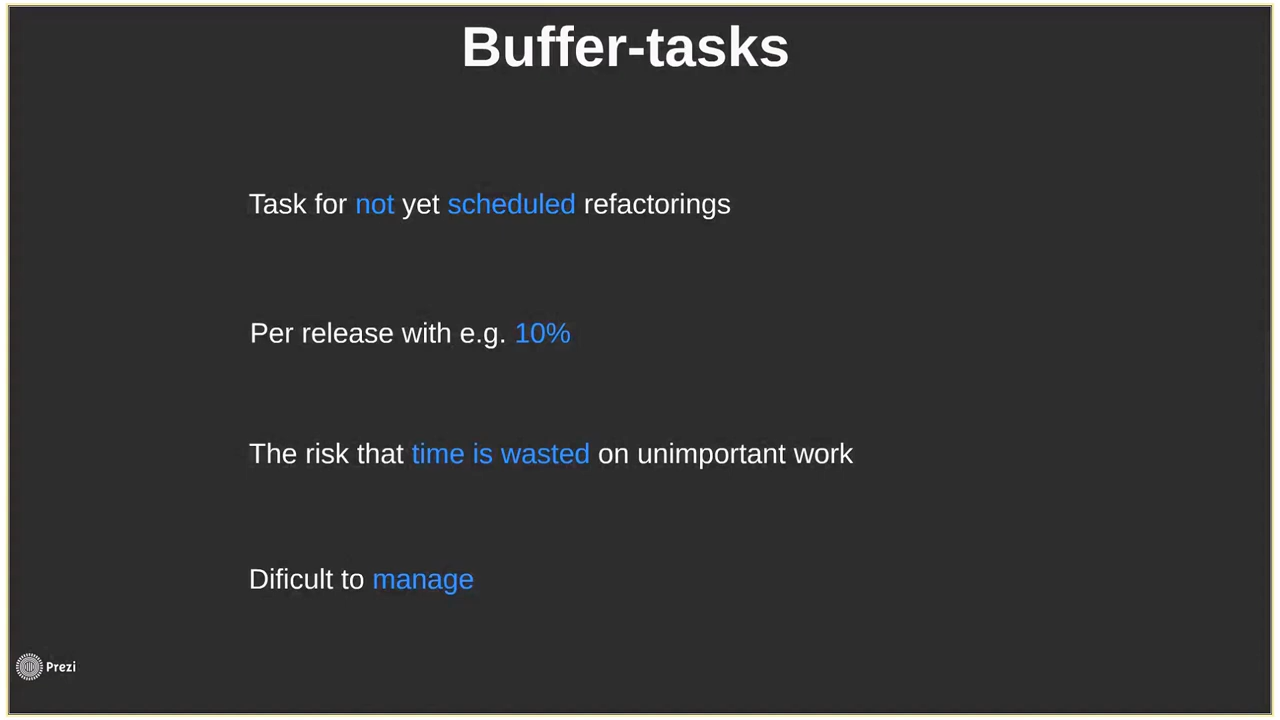 Buffer-tasks
Task for not yet scheduled refactorings
Per release with e.g. 10%
The risk that time is wasted on unimportant work
Dificult to manage
Prezi